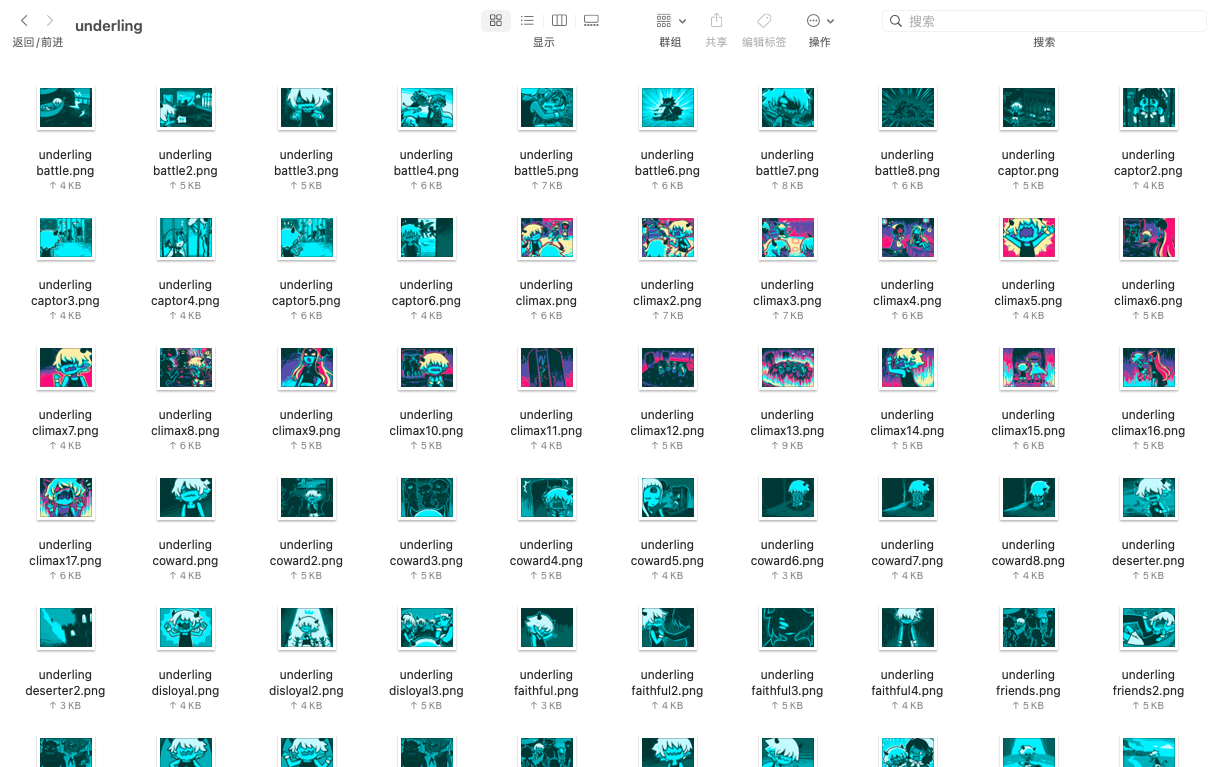 underling
返回/前进
显示
群组
共享
编辑标签
操作
搜索
搜索
underling battle.png
↑ 4 KB
underling battle2.png
↑ 5 KB
underling battle3.png
↑ 4 KB
underling battle4.png
↑ 6 KB
underling battle5.png
↑ 7 KB
underling battle6.png
↑ 6 KB
underling battle7.png
↑ 8 KB
underling battle8.png
↑ 6 KB
underling captor.png
↑ 5 KB
underling captor2.png
↑ 4 KB
underling captor3.png
↑ 4 KB
underling captor4.png
↑ 4 KB
underling captor5.png
↑ 6 KB
underling captor6.png
↑ 4 KB
underling climax.png
↑ 6 KB
underling climax2.png
↑ 7 KB
underling climax3.png
↑ 7 KB
underling climax4.png
↑ 6 KB
underling climax5.png
↑ 4 KB
underling climax6.png
↑ 5 KB
underling climax7.png
↑ 4 KB
underling climax8.png
↑ 6 KB
underling climax9.png
↑ 5 KB
underling climax10.png
↑ 5 KB
underling climax11.png
↑ 4 KB
underling climax12.png
↑ 5 KB
underling climax13.png
↑ 9 KB
underling climax14.png
↑ 5 KB
underling climax15.png
↑ 6 KB
underling climax16.png
↑ 5 KB
underling climax17.png
↑ 6 KB
underling coward.png
↑ 4 KB
underling coward2.png
↑ 5 KB
underling coward3.png
↑ 5 KB
underling coward4.png
↑ 5 KB
underling coward5.png
↑ 4 KB
underling coward6.png
↑ 3 KB
underling coward7.png
↑ 4 KB
underling coward8.png
↑ 4 KB
underling deserter.png
↑ 5 KB
underling deserter2.png
↑ 3 KB
underling disloyal.png
↑ 4 KB
underling disloyal2.png
↑ 4 KB
underling disloyal3.png
↑ 5 KB
underling faithful.png
↑ 3 KB
underling faithful2.png
↑ 4 KB
underling faithful3.png
↑ 5 KB
underling faithful4.png
↑ 4 KB
underling friends.png
↑ 5 KB
underling friends2.png
↑ 5 KB